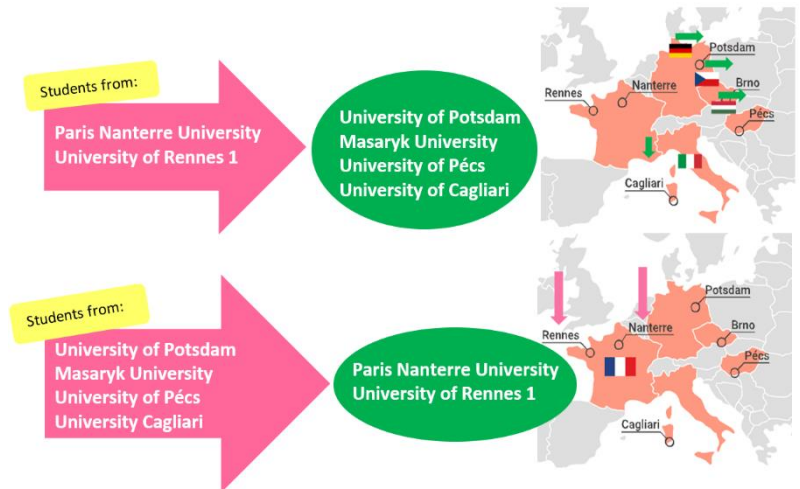 Students from:
Paris Nanterre University
University of Rennes 1
University of Potsdam
Masaryk University
University of Pécs
University of Cagliari
Potsdam
Nanterre
Brno
Rennes
Pécs
Cagliari
Students from:
University of Potsdam
Masaryk University
University of Pécs
University Cagliari
Paris Nanterre University
University of Rennes 1
Potsdam
Rennes
Nanterre
Brno
Pécs
Cagliari